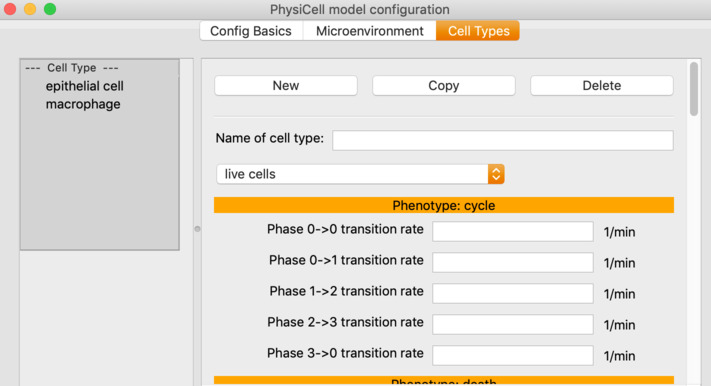 PhysiCell model configuration
Config Basics Microenvironment Cell Types
--- Cell Type ---
epithelial cell
macrophage
New Copy Delete
Name of cell type:
live cells
Phenotype: cycle
Phase 0->0 transition rate 1/min
Phase 0->1 transition rate 1/min
Phase 1->2 transition rate 1/min
Phase 2->3 transition rate 1/min
Phase 3->0 transition rate 1/min
Phenotype: death